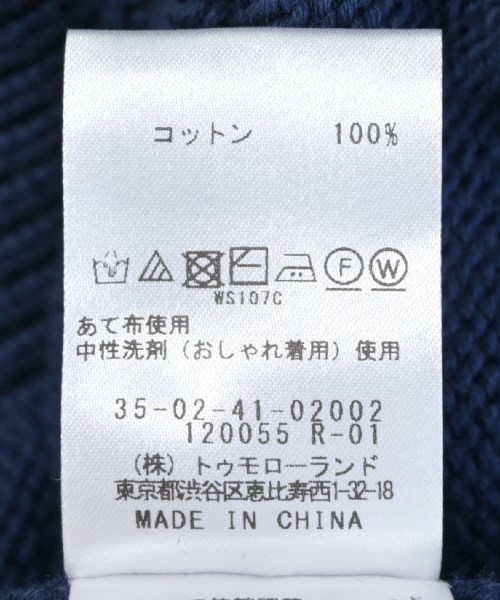 コットン 100%
F W
WS107C
あて布使用
中性洗剤（おしゃれ着用）使用
35-02-41-02002
120055 R-01
（株）トゥモローランド
東京都渋谷区恵比寿西1-32-18
MADE IN CHINA